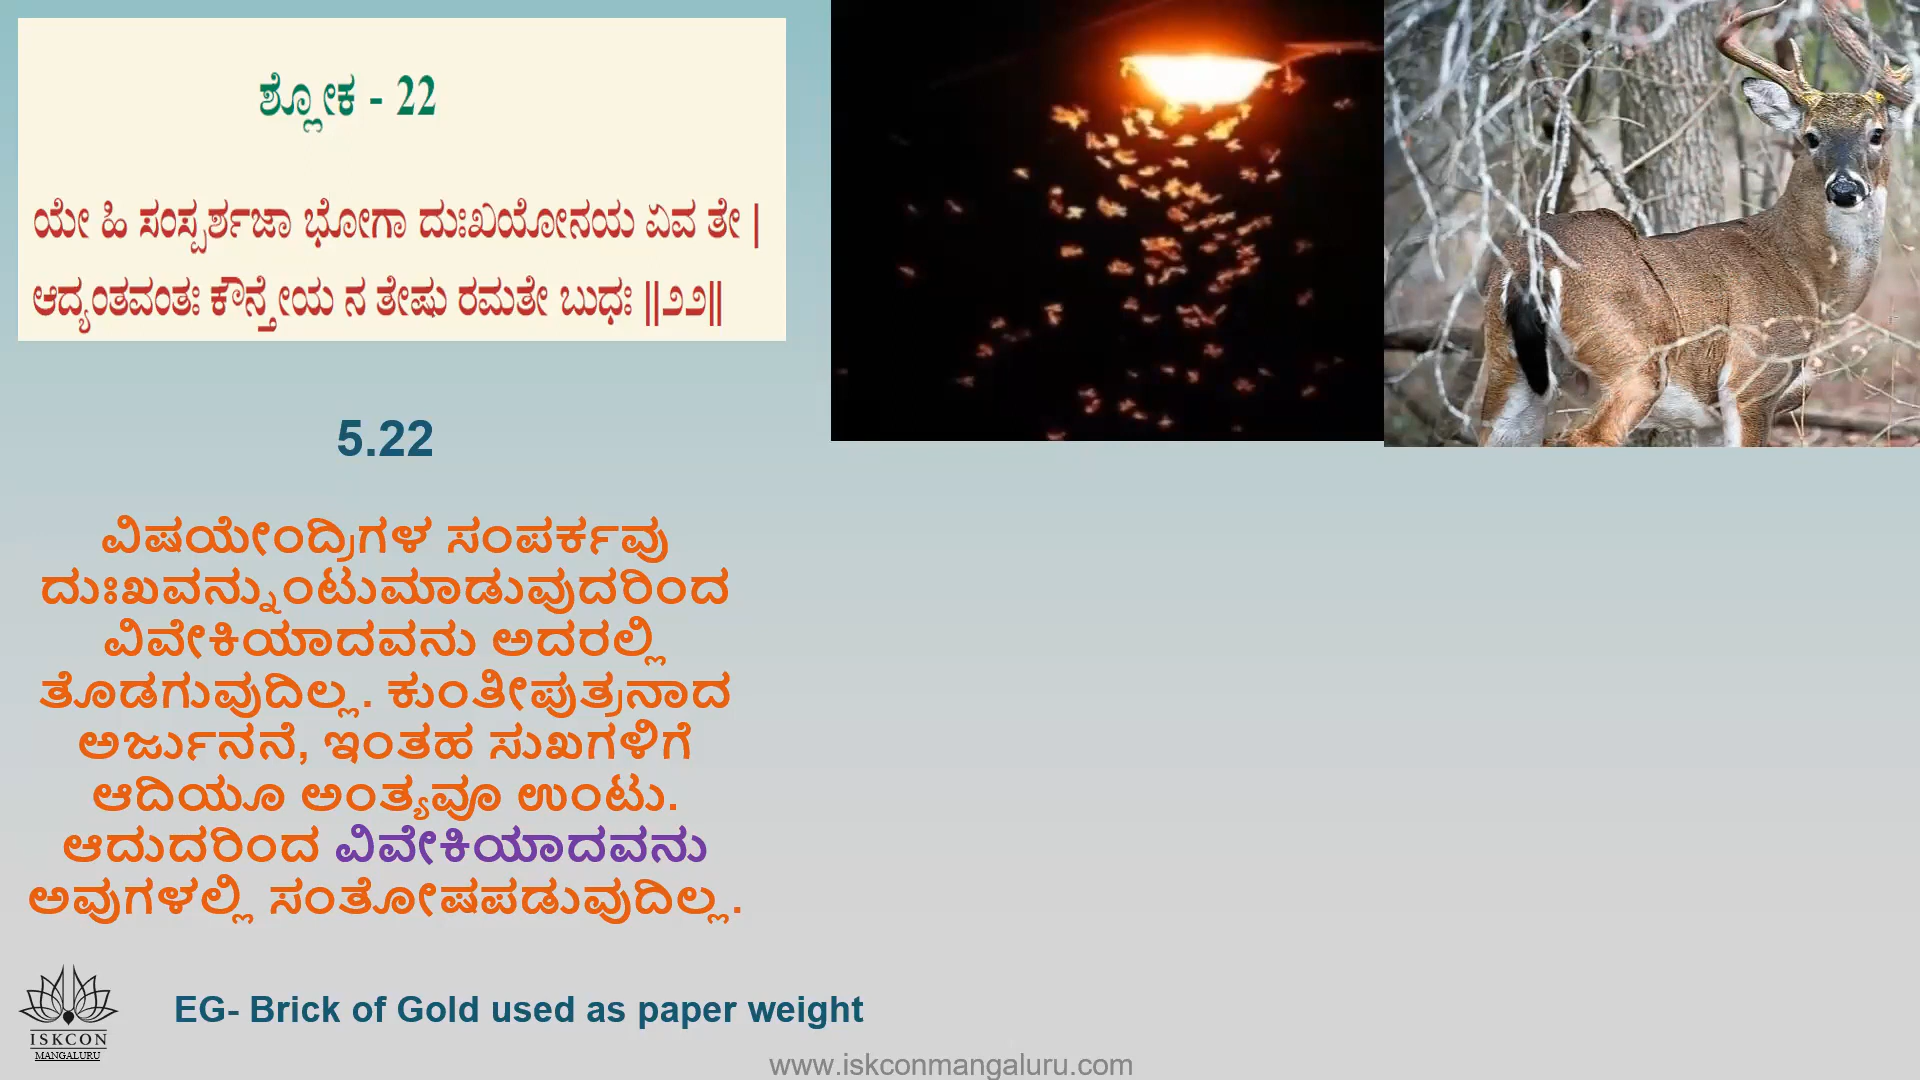 ಶ್ಲೋಕ - 22
ಯೇ ಹಿ ಸಂಸ್ಪರ್ಶಜಾ ಭೋಗಾ ದುಃಖಯೋನಯ ಏವ ತೇ |
ಆದ್ಯಂತವಂತಃ ಕೌನ್ತೇಯ ನ ತೇಷು ರಮತೇ ಬುಧಃ ||೨೨||
5.22
ವಿಷಯೇಂದ್ರಿಗಳ ಸಂಪರ್ಕವು
ದುಃಖವನ್ನುಂಟುಮಾಡುವುದರಿಂದ
ವಿವೇಕಿಯಾದವನು ಅದರಲ್ಲಿ
ತೊಡಗುವುದಿಲ್ಲ. ಕುಂತೀಪುತ್ರನಾದ
ಅರ್ಜುನನೆ, ಇಂತಹ ಸುಖಗಳಿಗೆ
ಆದಿಯೂ ಅಂತ್ಯವೂ ಉಂಟು.
ಆದುದರಿಂದ ವಿವೇಕಿಯಾದವನು
ಅವುಗಳಲ್ಲಿ ಸಂತೋಷಪಡುವುದಿಲ್ಲ.
EG- Brick of Gold used as paper weight
ISKCON
MANGALURU
www.iskconmangaluru.com